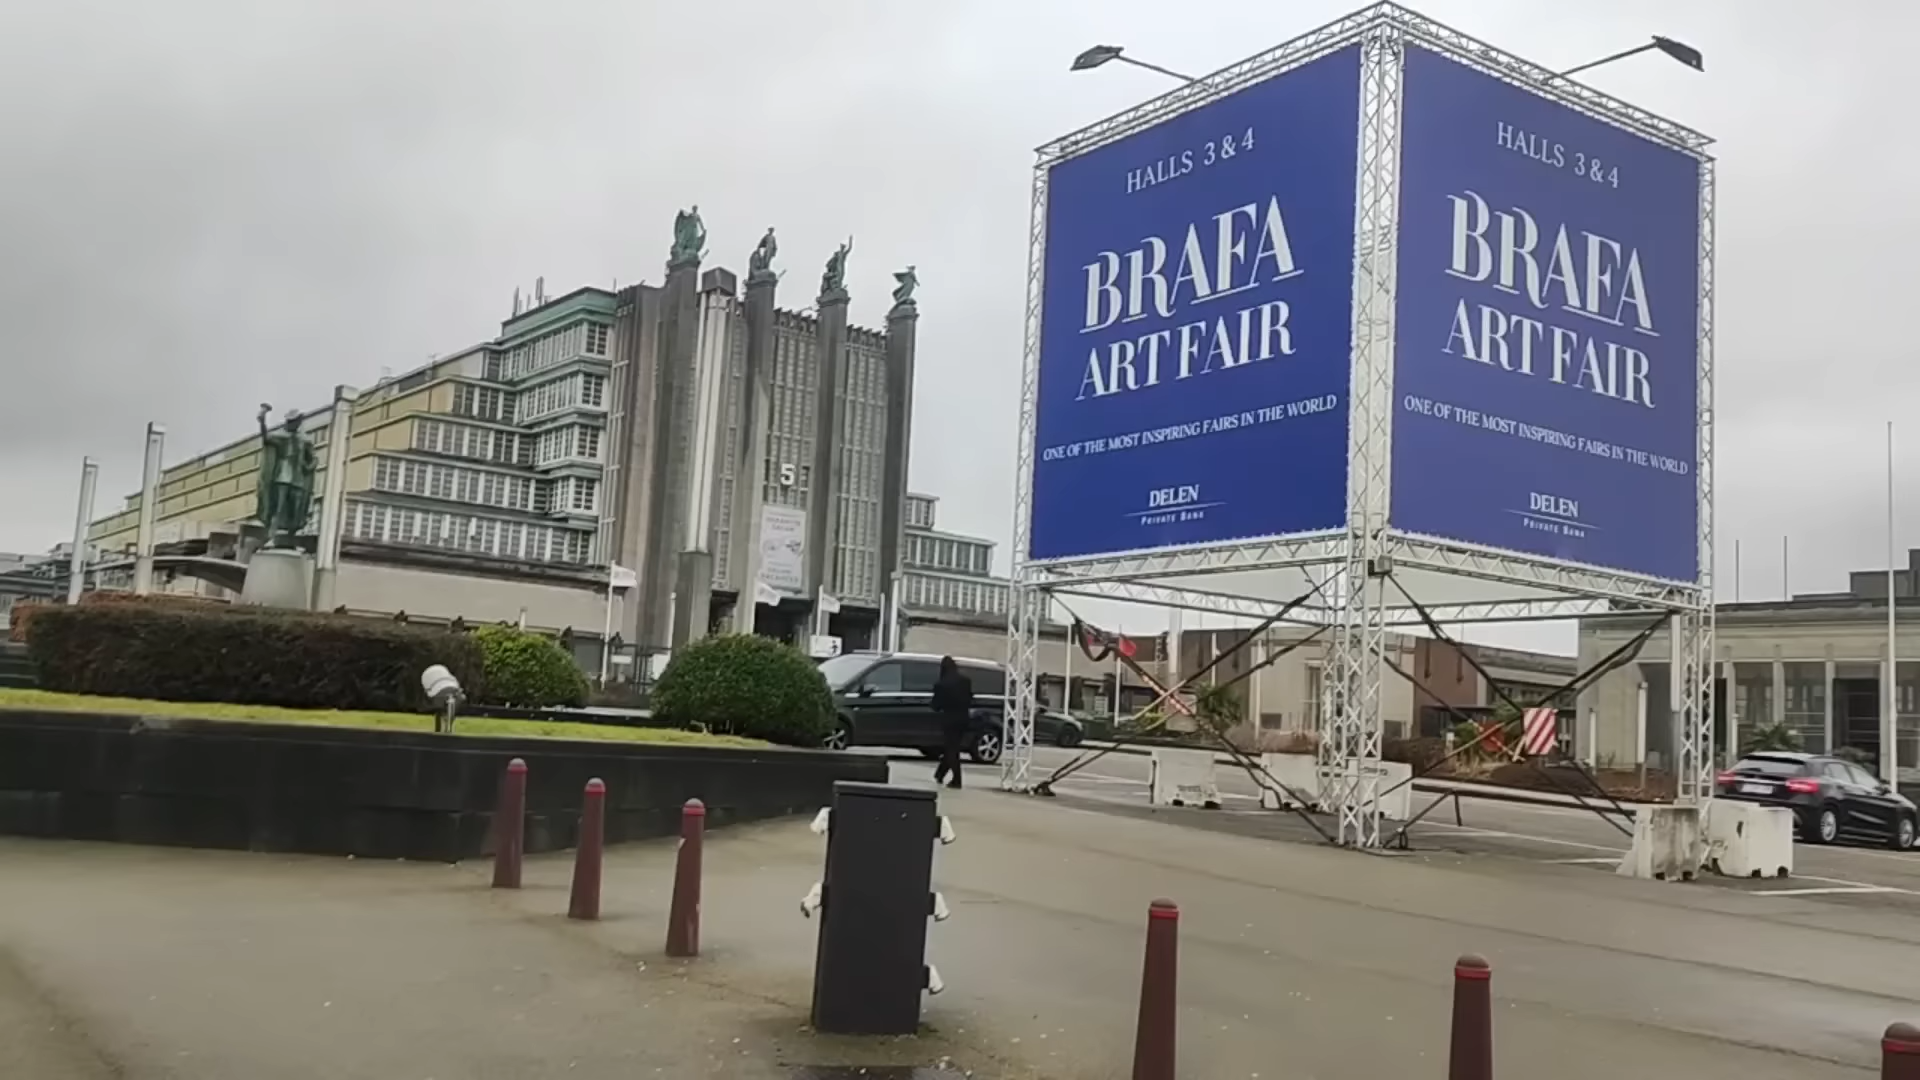 HALLS 3 & 4
BRAFA
ART FAIR
ONE OF THE MOST INSPIRING FAIRS IN THE WORLD
DELEN
PRIVATE BANK
HALLS 3 & 4
BRAFA
ART FAIR
ONE OF THE MOST INSPIRING FAIRS IN THE WORLD
DELEN
PRIVATE BANK
5